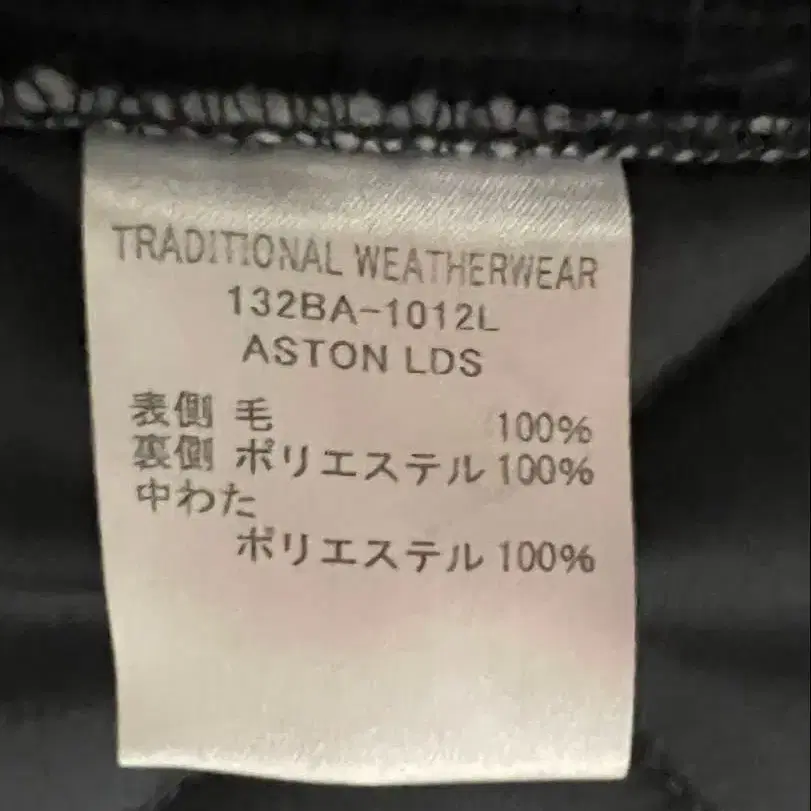 TRADITIONAL WEATHERWEAR
132BA-1012L
ASTON LDS
表側 毛 100%
裏側 ポリエステル 100%
中わた
ポリエステル 100%